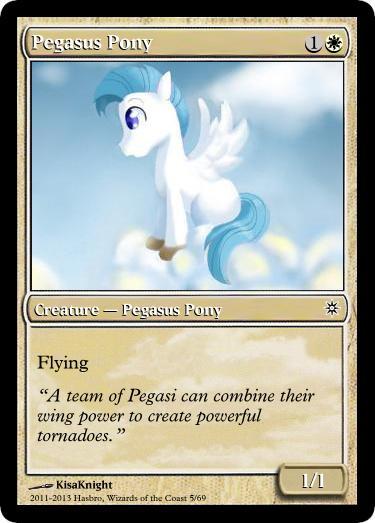 Pegasus Pony 1
Creature — Pegasus Pony
Flying
“A team of Pegasi can combine their
wing power to create powerful
tornadoes.”
1/1
KisaKnight
2011-2013 Hasbro, Wizards of the Coast 5/69